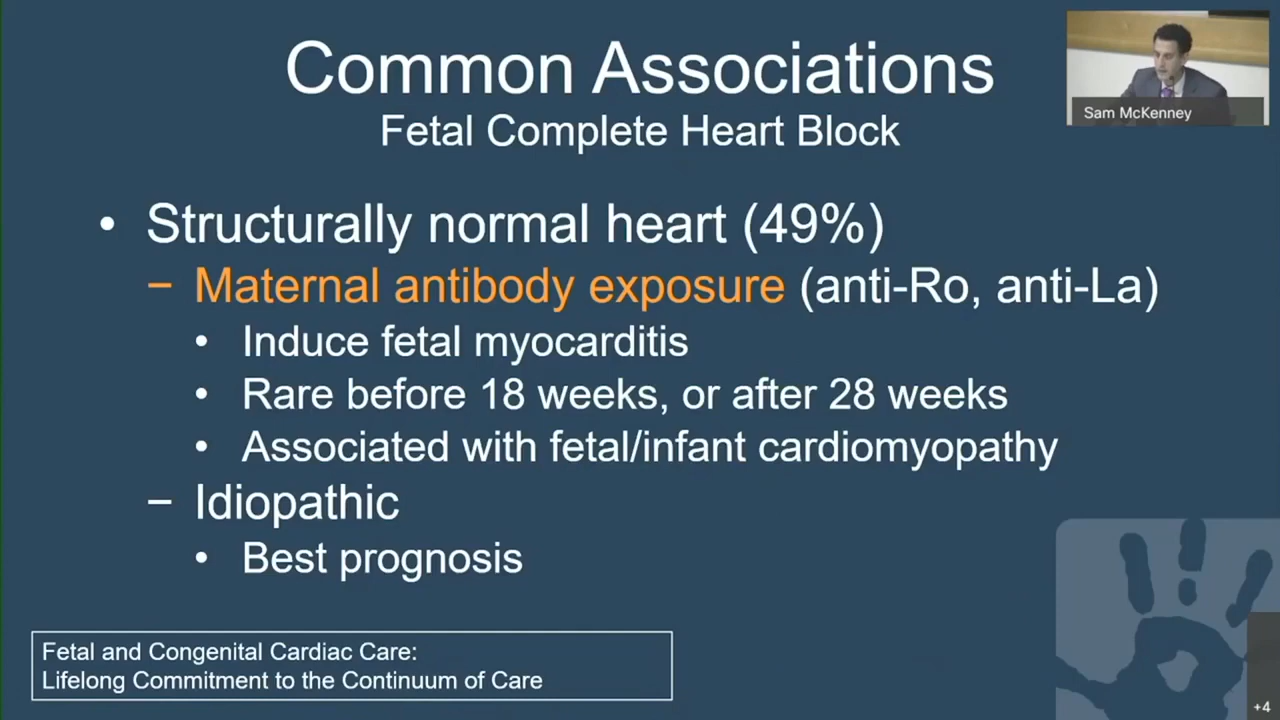 Common Associations
Fetal Complete Heart Block
Sam McKenney
• Structurally normal heart (49%)
− Maternal antibody exposure (anti-Ro, anti-La)
• Induce fetal myocarditis
• Rare before 18 weeks, or after 28 weeks
• Associated with fetal/infant cardiomyopathy
− Idiopathic
• Best prognosis
Fetal and Congenital Cardiac Care:
Lifelong Commitment to the Continuum of Care
+4